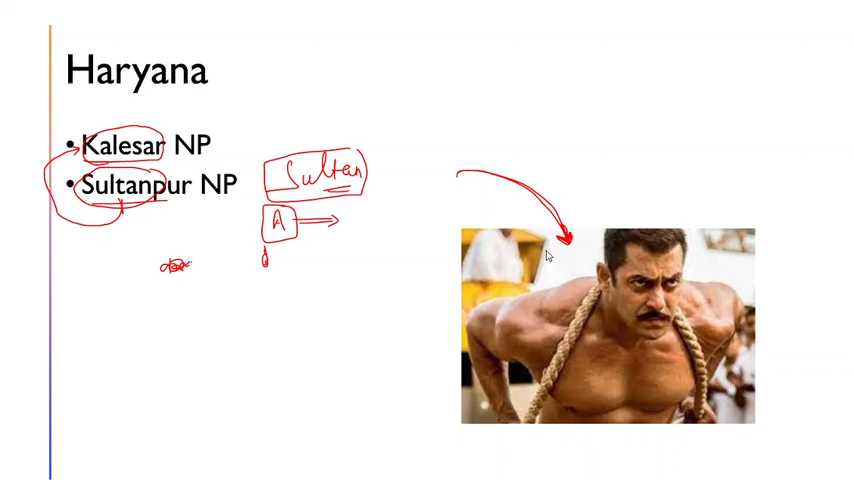 Haryana
• Kalesar NP
• Sultanpur NP
Sultan
A